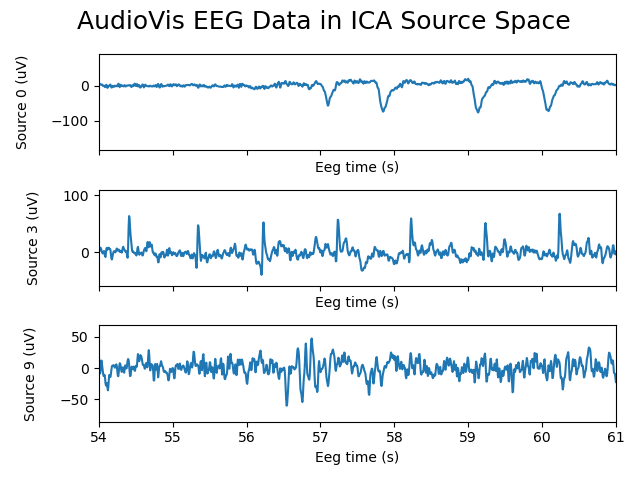 AudioVis EEG Data in ICA Source Space
Source 0 (uV)
0
−100
Eeg time (s)
Source 3 (uV)
100
0
Eeg time (s)
Source 9 (uV)
50
0
−50
54 55 56 57 58 59 60 61
Eeg time (s)